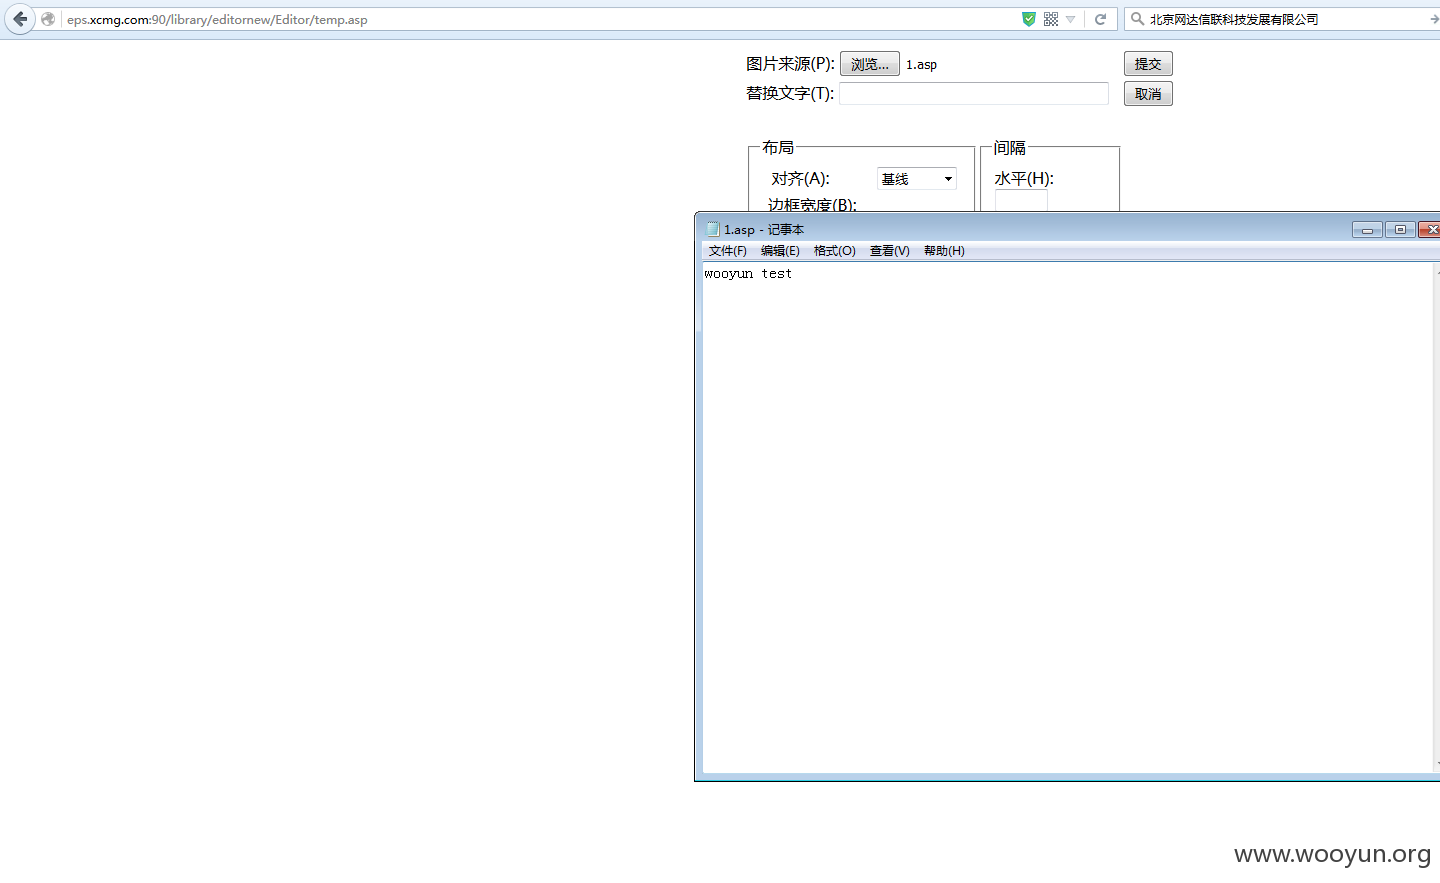 eps.xcmg.com:90/library/editornew/Editor/temp.asp
北京网达信联科技发展有限公司
图片来源(P): 浏览... 1.asp 提交
替换文字(T): 取消
布局 间隔
对齐(A): 基线 水平(H):
边框宽度(B):
1.asp - 记事本
文件(F) 编辑(E) 格式(O) 查看(V) 帮助(H)
wooyun test
www.wooyun.org